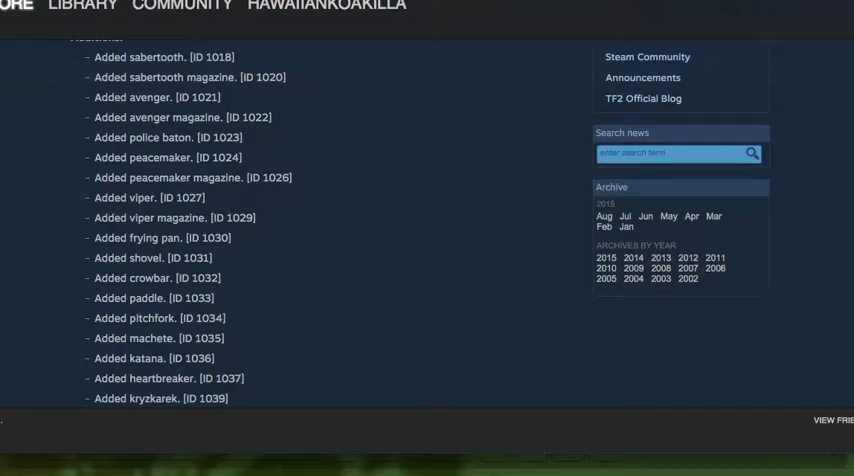 LIBRARY COMMUNITY HAWAIIANKOAKILLA
- Added sabertooth. [ID 1018]
- Added sabertooth magazine. [ID 1020]
- Added avenger. [ID 1021]
- Added avenger magazine. [ID 1022]
- Added police baton. [ID 1023]
- Added peacemaker. [ID 1024]
- Added peacemaker magazine. [ID 1026]
- Added viper. [ID 1027]
- Added viper magazine. [ID 1029]
- Added frying pan. [ID 1030]
- Added shovel. [ID 1031]
- Added crowbar. [ID 1032]
- Added paddle. [ID 1033]
- Added pitchfork. [ID 1034]
- Added machete. [ID 1035]
- Added katana. [ID 1036]
- Added heartbreaker. [ID 1037]
- Added kryzkarek. [ID 1039]
Steam Community
Announcements
TF2 Official Blog
Search news
enter search term
Archive
2015
Aug Jul Jun May Apr Mar
Feb Jan
ARCHIVES BY YEAR
2015 2014 2013 2012 2011
2010 2009 2008 2007 2006
2005 2004 2003 2002
VIEW FRIE